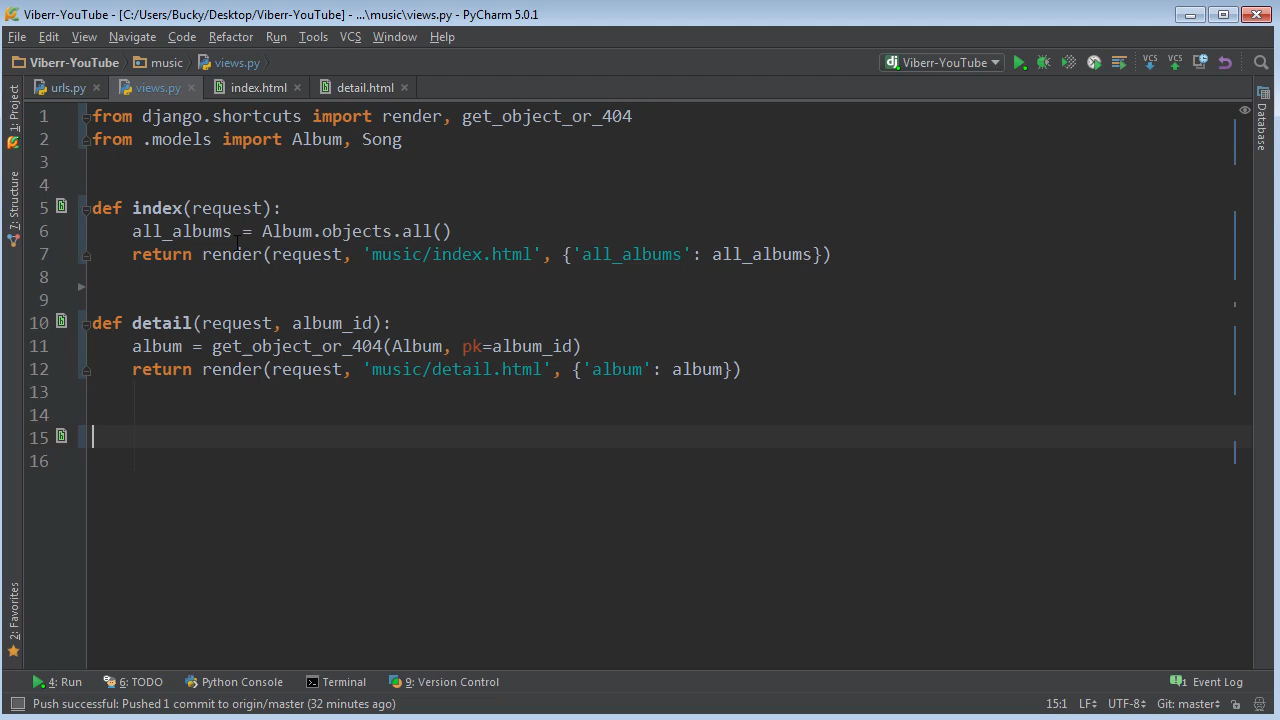 Viberr-YouTube - [C:/Users/Bucky/Desktop/Viberr-YouTube] - ...\music\views.py - PyCharm 5.0.1
File Edit View Navigate Code Refactor Run Tools VCS Window Help
Viberr-YouTube music views.py dj Viberr-YouTube VCS VCS
urls.py views.py index.html detail.html
1: Project
7: Structure
2: Favorites
Database
1 from django.shortcuts import render, get_object_or_404
2 from .models import Album, Song
3
4
5 def index(request):
6     all_albums = Album.objects.all()
7     return render(request, 'music/index.html', {'all_albums': all_albums})
8
9
10 def detail(request, album_id):
11     album = get_object_or_404(Album, pk=album_id)
12     return render(request, 'music/detail.html', {'album': album})
13
14
15
16
4: Run 6: TODO Python Console Terminal 9: Version Control 1 Event Log
Push successful: Pushed 1 commit to origin/master (32 minutes ago) 15:1 LF UTF-8 Git: master